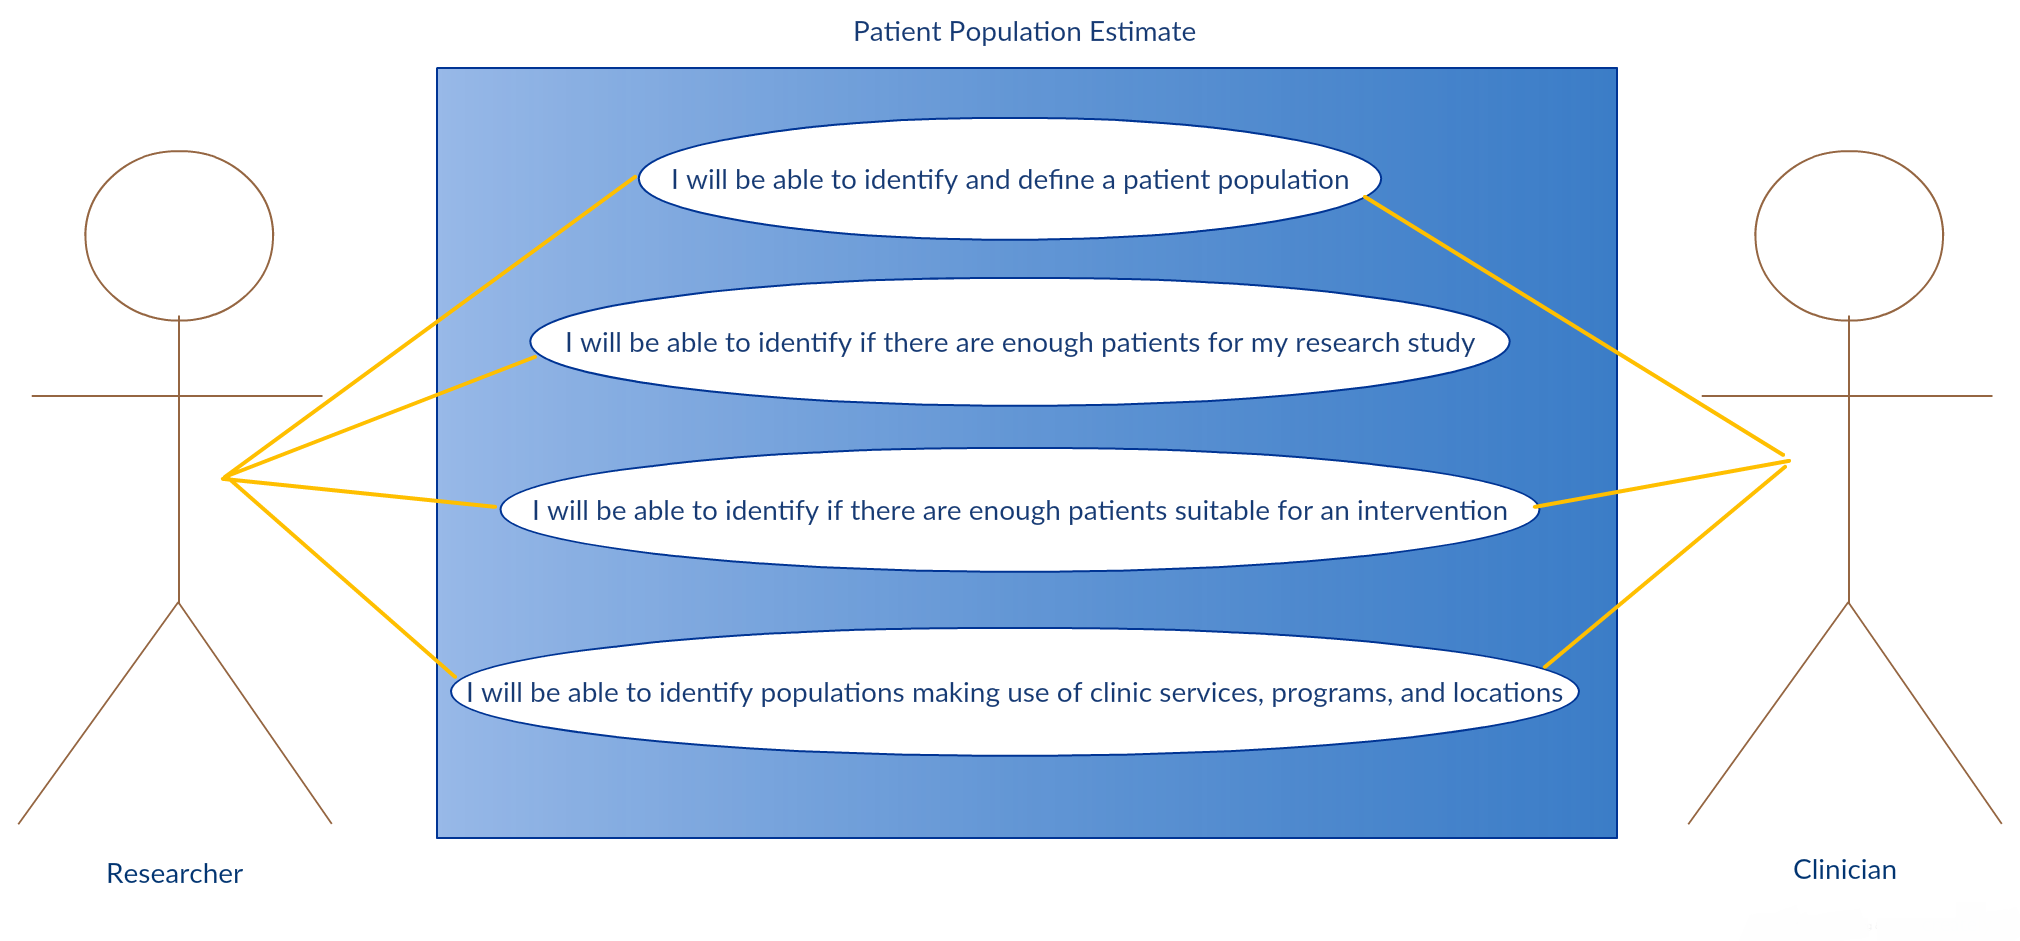 Patient Population Estimate
I will be able to identify and define a patient population
I will be able to identify if there are enough patients for my research study
I will be able to identify if there are enough patients suitable for an intervention
I will be able to identify populations making use of clinic services, programs, and locations
Researcher
Clinician